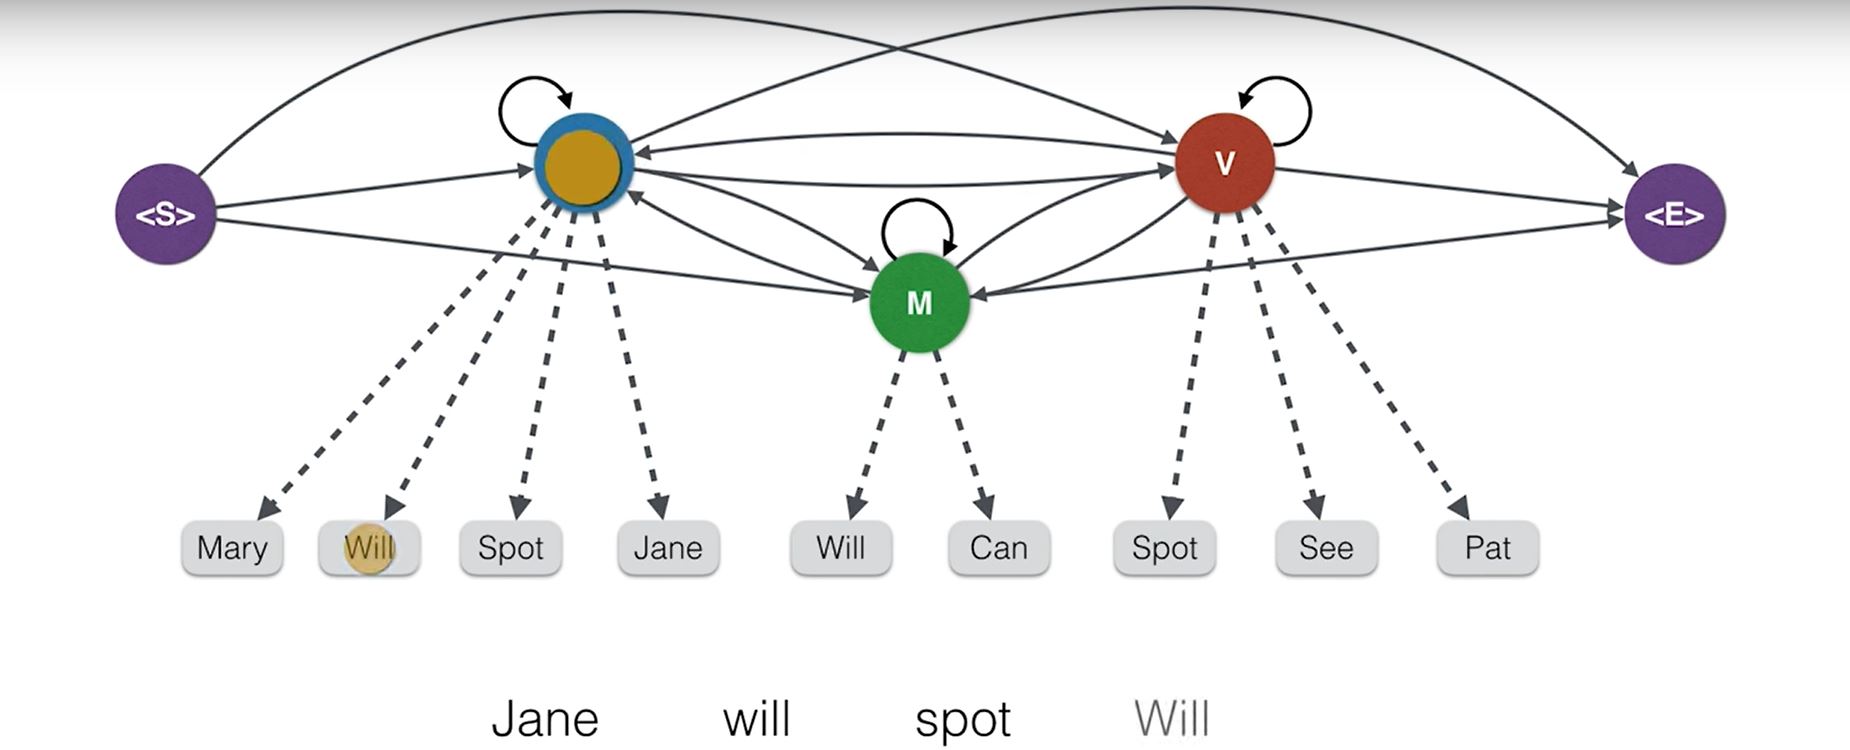 <S>
V
<E>
M
Mary Will Spot Jane Will Can Spot See Pat
Jane will spot Will